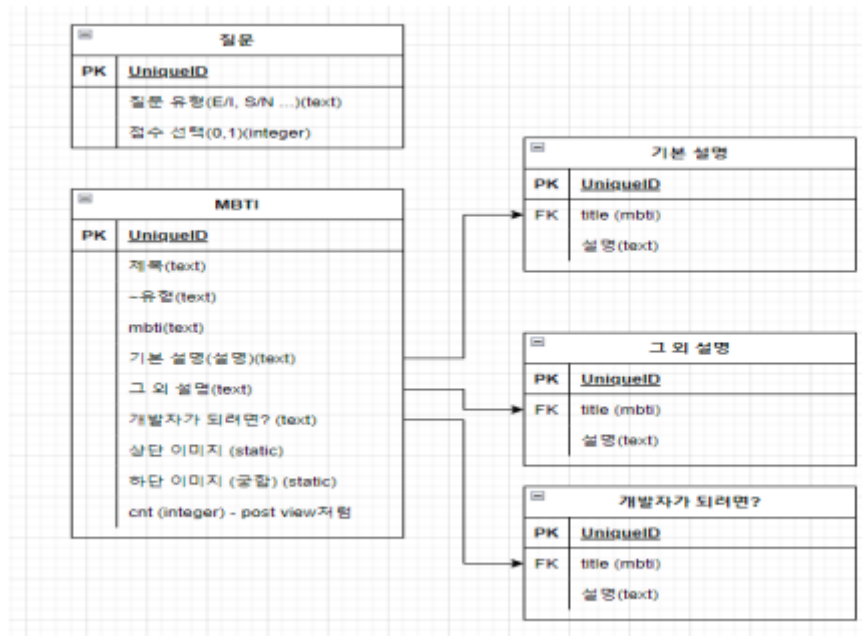 질문
PK UniqueID
질문 유형(E/I, S/N ...)(text)
점수 선택(0,1)(integer)
MBTI
PK UniqueID
제목(text)
~유형(text)
mbti(text)
기본 설명(설명)(text)
그 외 설명(text)
개발자가 되려면? (text)
상단 이미지 (static)
하단 이미지 (궁합) (static)
cnt (integer) - post view처럼
기본 설명
PK UniqueID
FK title (mbti)
설명(text)
그 외 설명
PK UniqueID
FK title (mbti)
설명(text)
개발자가 되려면?
PK UniqueID
FK title (mbti)
설명(text)